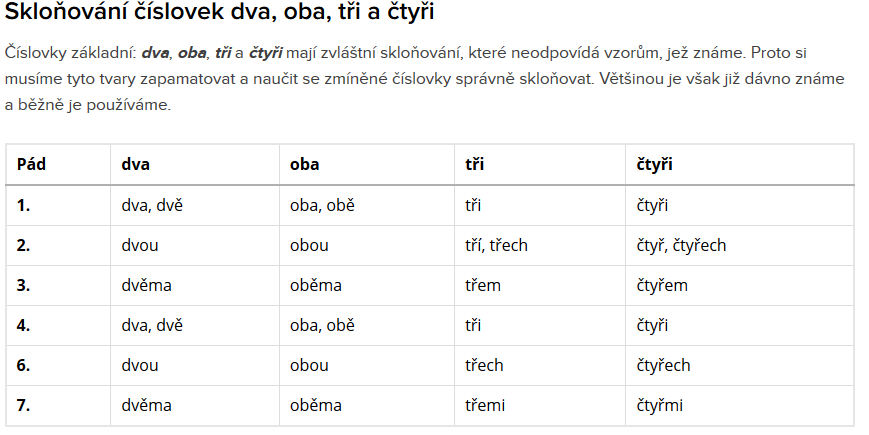 Skloňování číslovek dva, oba, tři a čtyři
Číslovky základní: dva, oba, tři a čtyři mají zvláštní skloňování, které neodpovídá vzorům, jež známe. Proto si
musíme tyto tvary zapamatovat a naučit se zmíněné číslovky správně skloňovat. Většinou je však již dávno známe
a běžně je používáme.
Pád dva oba tři čtyři
1. dva, dvě oba, obě tři čtyři
2. dvou obou tří, třech čtyř, čtyřech
3. dvěma oběma třem čtyřem
4. dva, dvě oba, obě tři čtyři
6. dvou obou třech čtyřech
7. dvěma oběma třemi čtyřmi